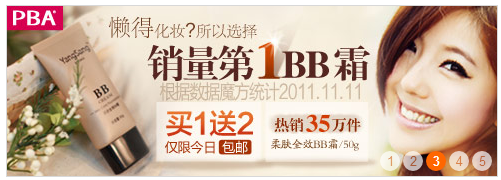 PBA®
懒得化妆?所以选择
销量第1BB霜
根据数据魔方统计2011.11.11
买1送2
仅限今日 包邮
热销35万件
柔肤全效BB霜/50g
BB
1 2 3 4 5